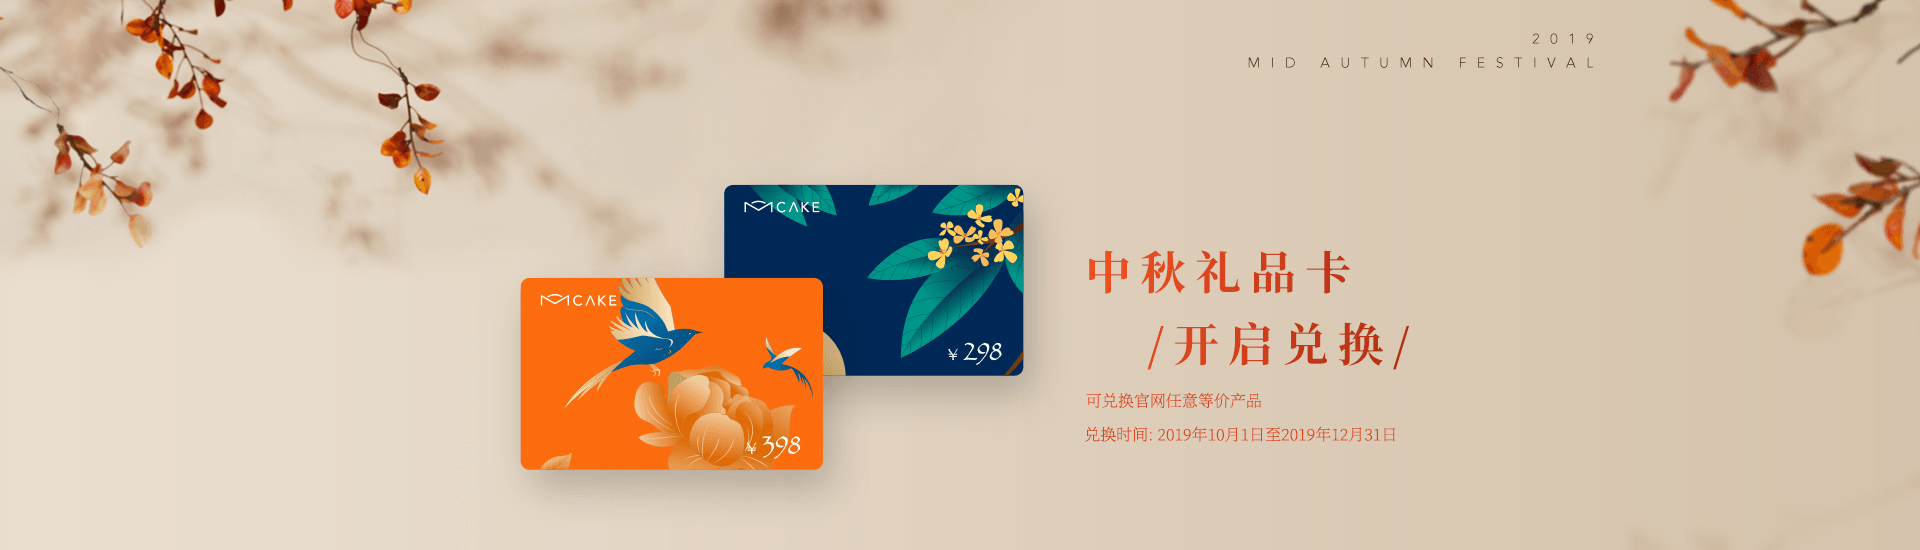 2019
MID AUTUMN FESTIVAL
MCAKE
¥298
MCAKE
¥398
中秋礼品卡
/开启兑换/
可兑换官网任意等价产品
兑换时间: 2019年10月1日至2019年12月31日